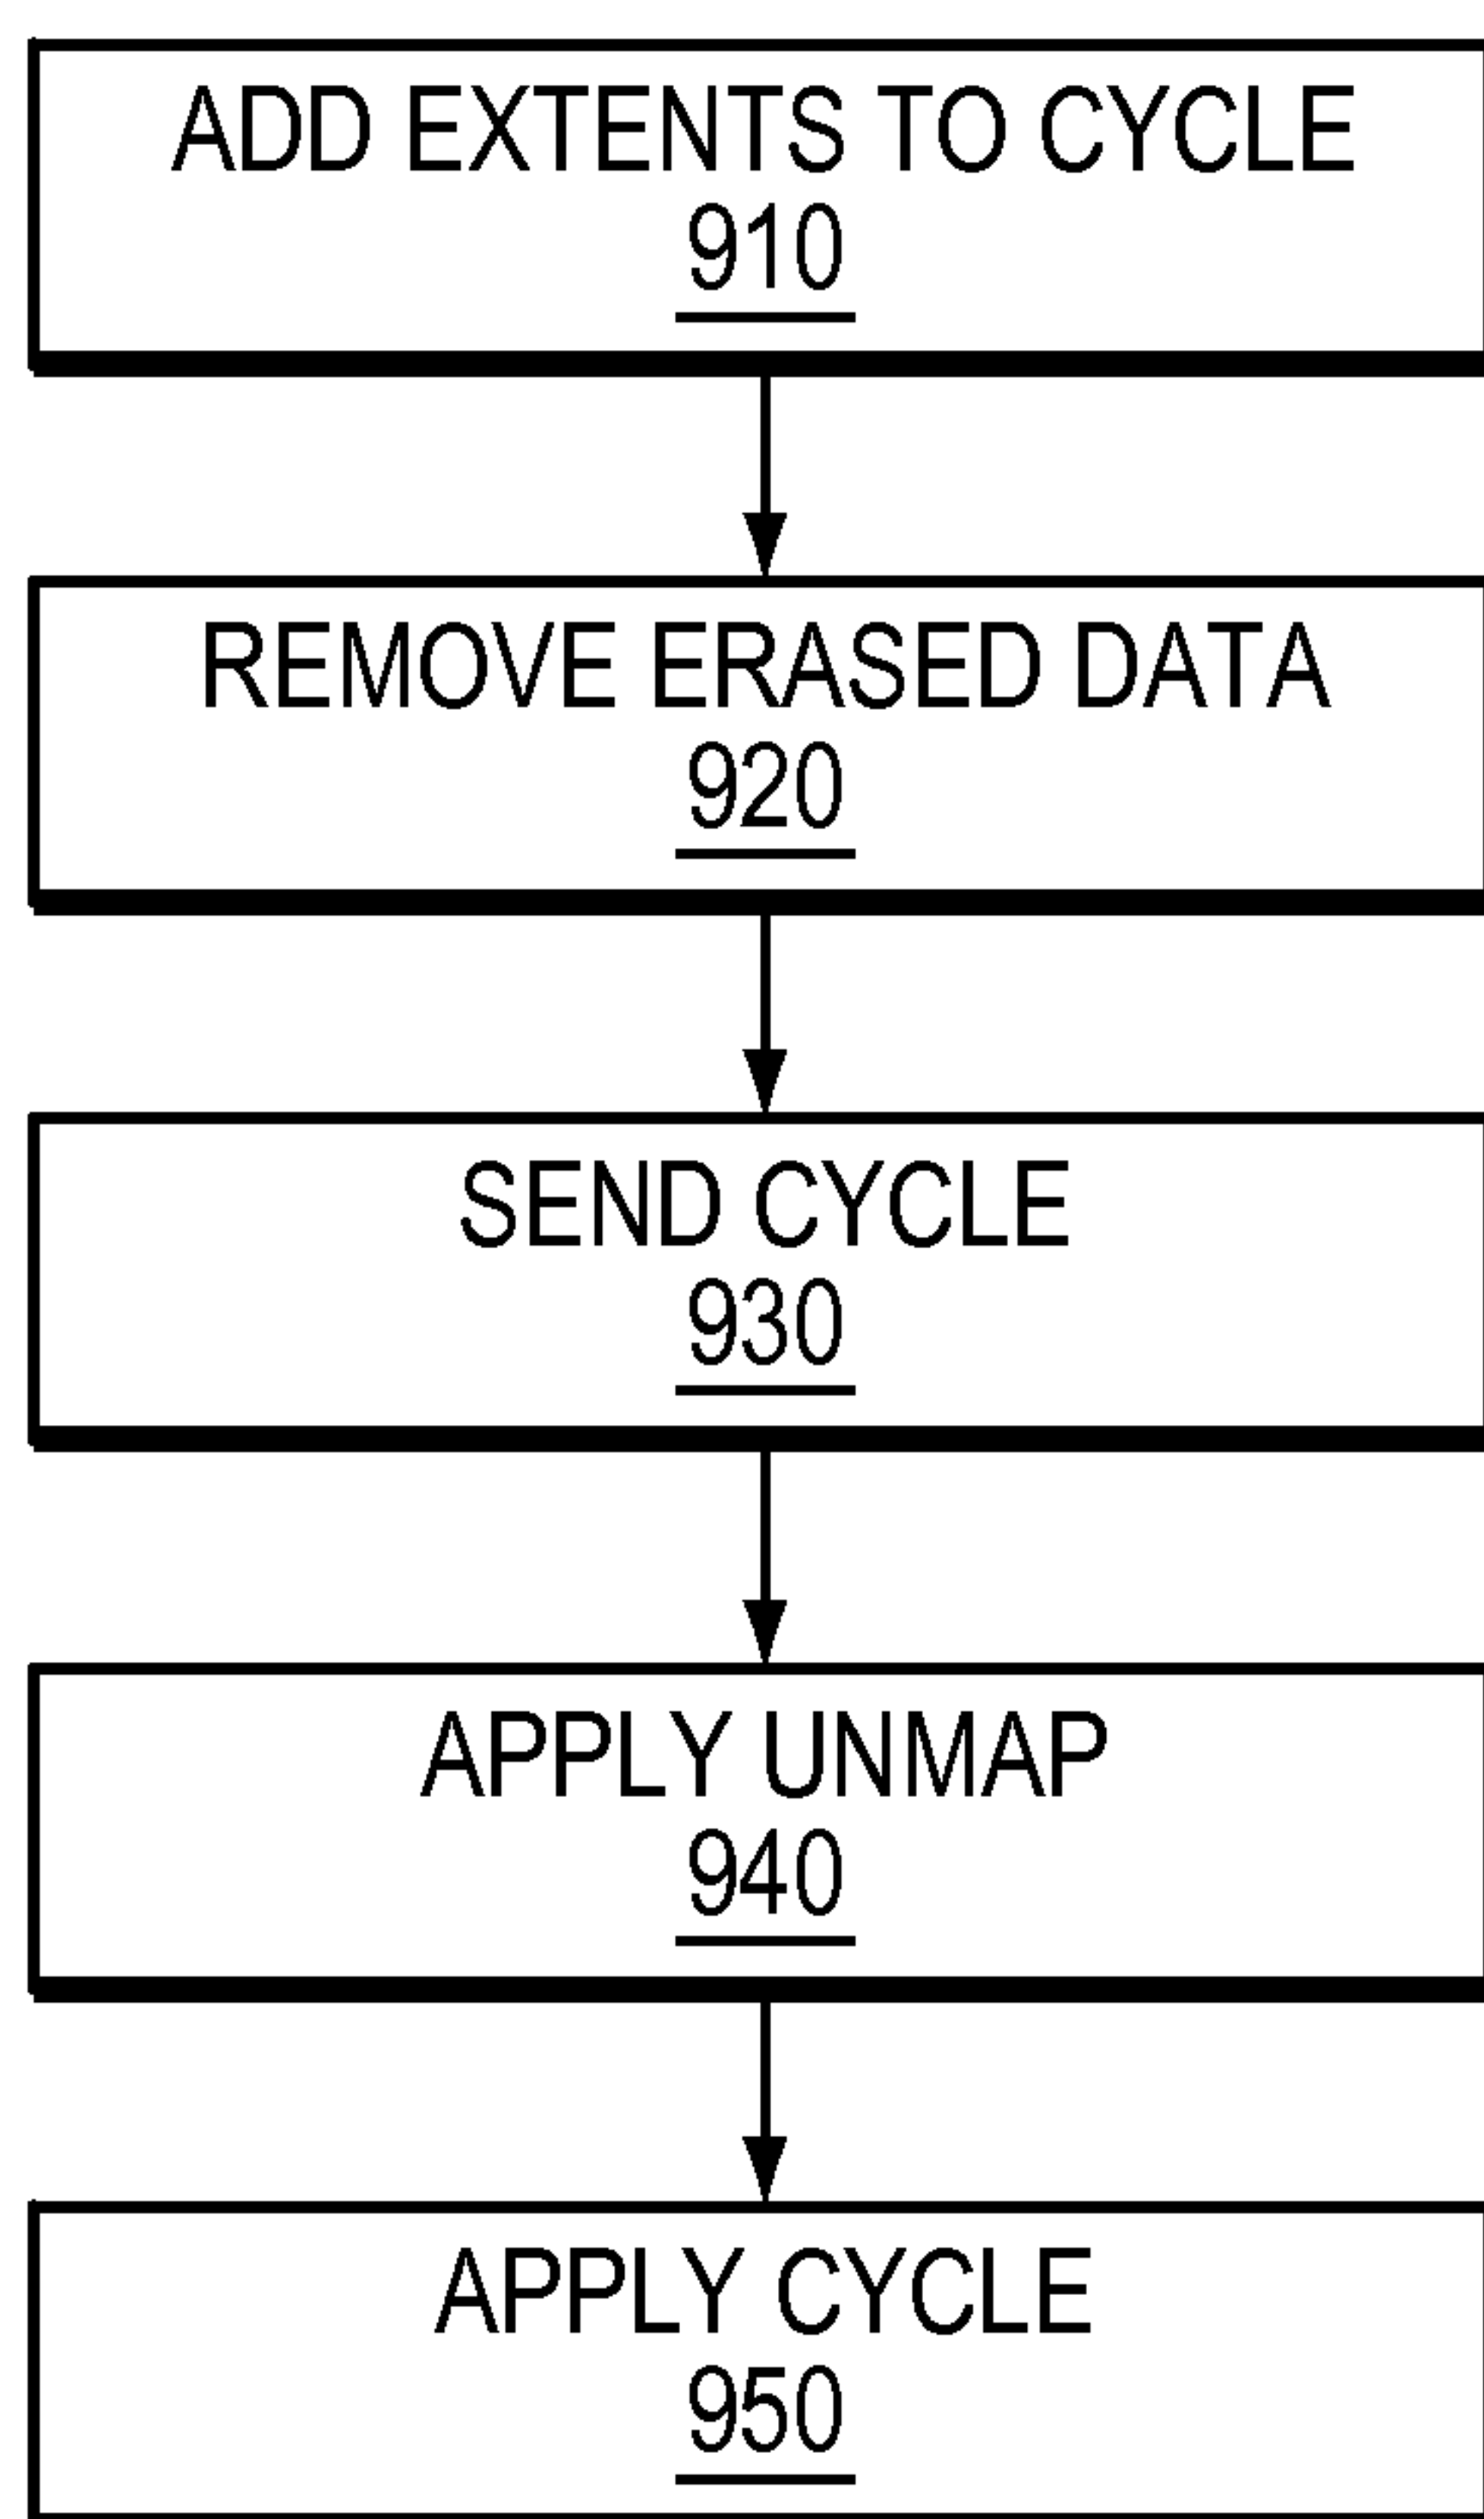 ADD EXTENTS TO CYCLE
910
REMOVE ERASED DATA
920
SEND CYCLE
930
APPLY UNMAP
940
APPLY CYCLE
950